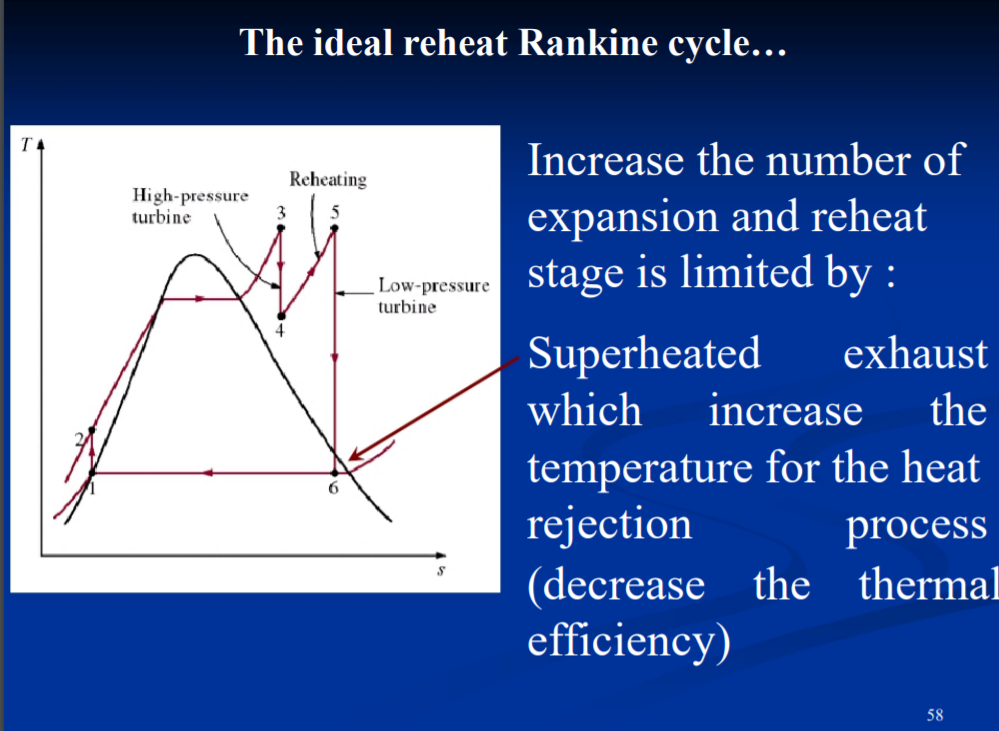 The ideal reheat Rankine cycle…
T
High-pressure
turbine
Reheating
3
5
4
Low-pressure
turbine
2
1
6
s
Increase the number of
expansion and reheat
stage is limited by :
Superheated exhaust
which increase the
temperature for the heat
rejection process
(decrease the thermal
efficiency)
58